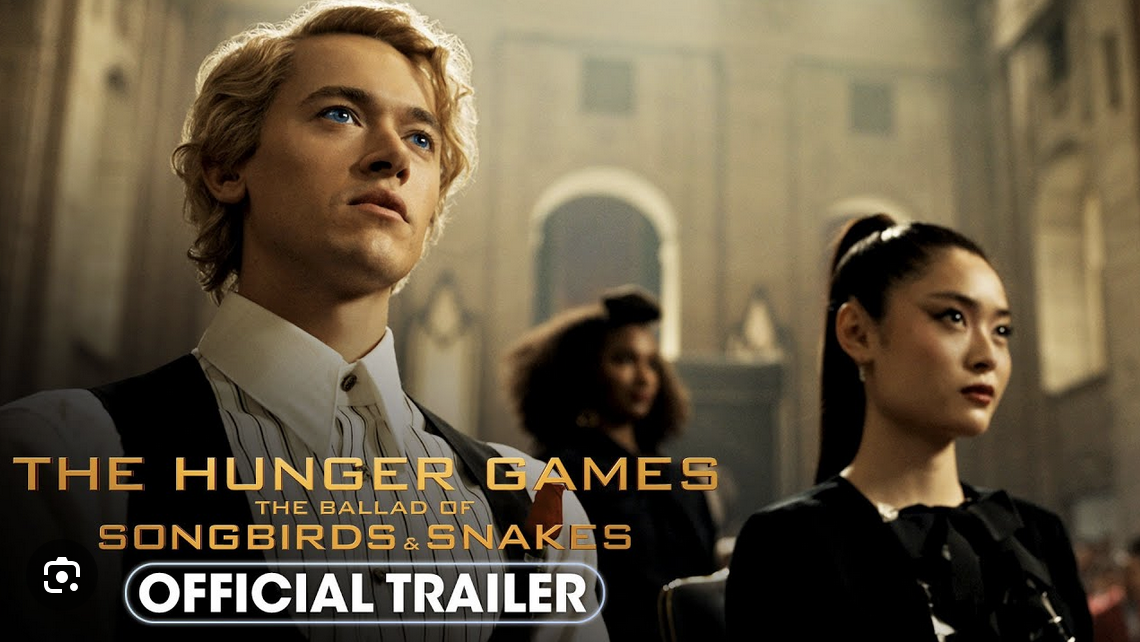 THE HUNGER GAMES
THE BALLAD OF
SONGBIRDS & SNAKES
OFFICIAL TRAILER